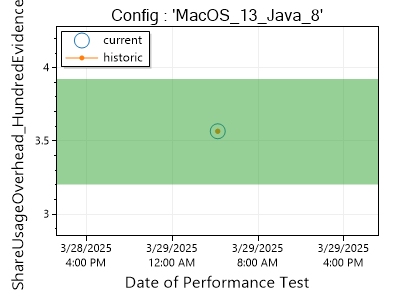 Config : 'MacOS_13_Java_8'
current
historic
ShareUsageOverhead_HundredEvidence
4
3.5
3
3/28/2025 3/29/2025 3/29/2025 3/29/2025
4:00 PM 12:00 AM 8:00 AM 4:00 PM
Date of Performance Test